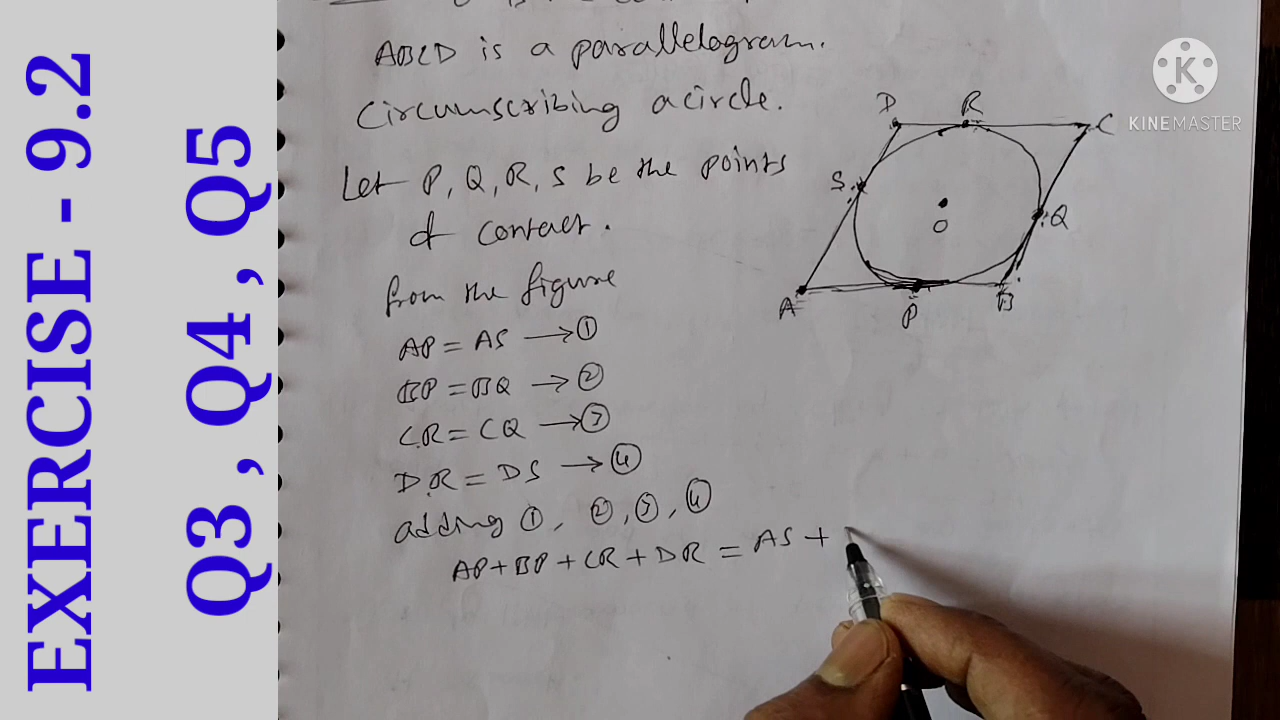 EXERCISE - 9.2
Q3, Q4, Q5
ABCD is a parallelogram.
Circumscribing a circle.
Let P, Q, R, S be the points
of contact.
from the figure
AP = AS → ①
BP = BQ → ②
CR = CQ → ③
DR = DS → ④
adding ①, ②, ③, ④
AP + BP + CR + DR = AS +
D R C
S
Q
O
A P B
K
KINEMASTER